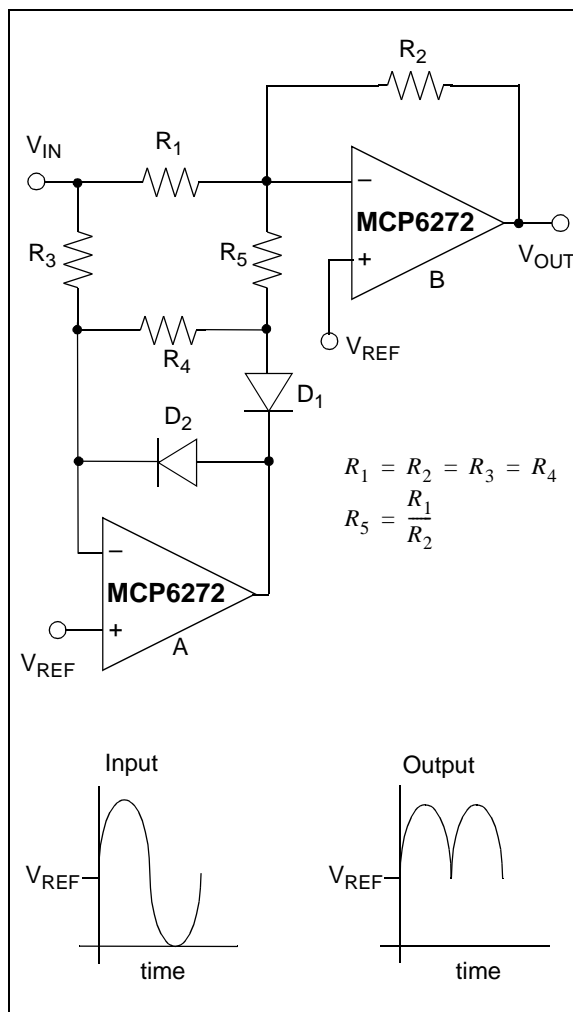 R2
R1
VIN
MCP6272
R3
R5
VOUT
B
R4
VREF
D1
D2
R1 = R2 = R3 = R4
R5 = R1 / R2
MCP6272
A
VREF
Input
Output
VREF
VREF
time
time